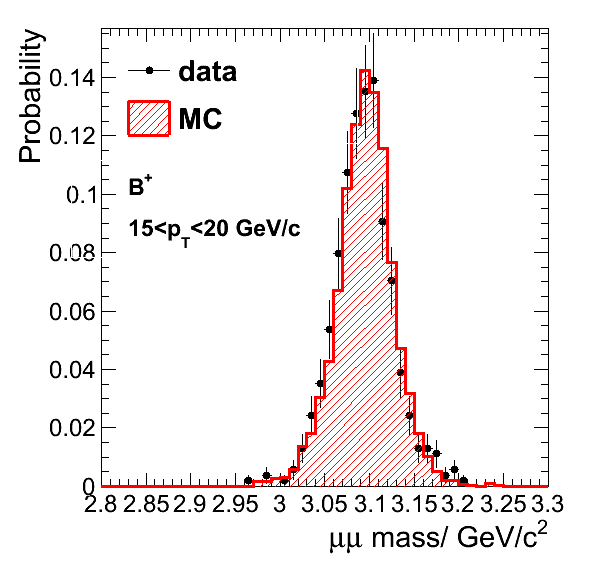 Probability
data
MC
B+
15<pT<20 GeV/c
0.14
0.12
0.1
0.08
0.06
0.04
0.02
0
2.8 2.85 2.9 2.95 3 3.05 3.1 3.15 3.2 3.25 3.3
μμ mass/ GeV/c2